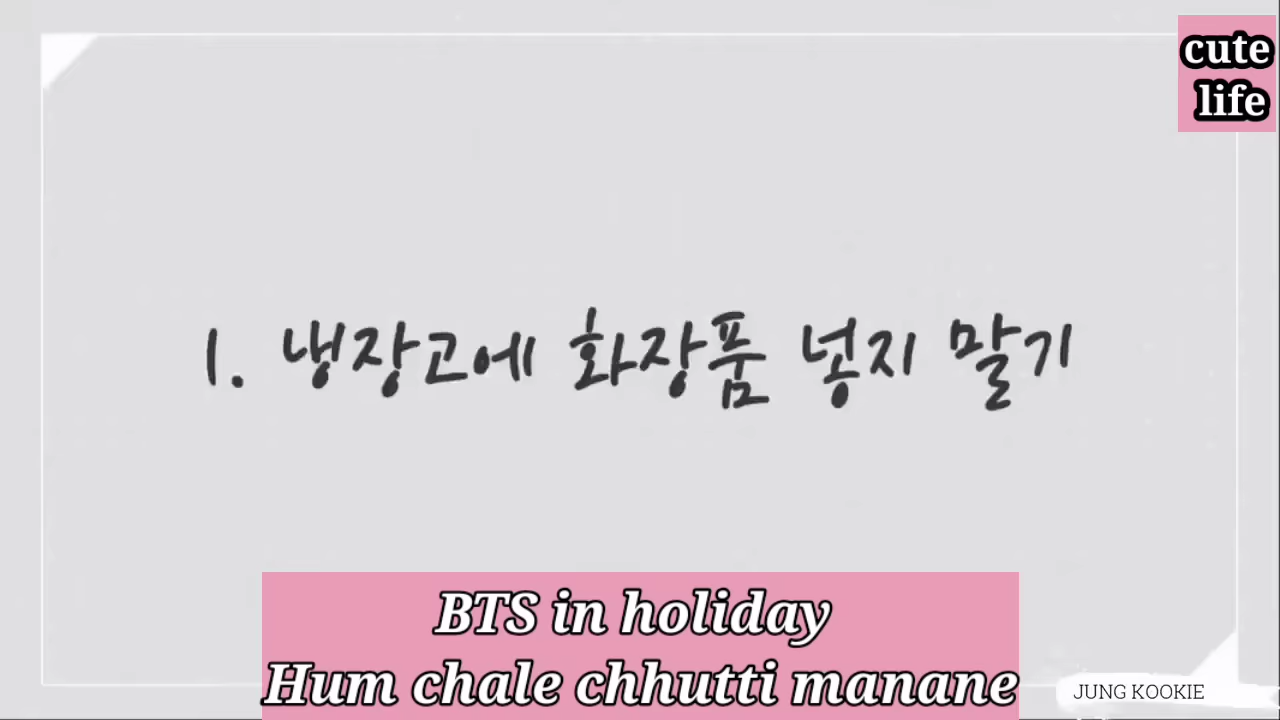 cute
life
1. 냉장고에 화장품 넣지 말기
BTS in holiday
Hum chale chhutti manane
JUNG KOOKIE